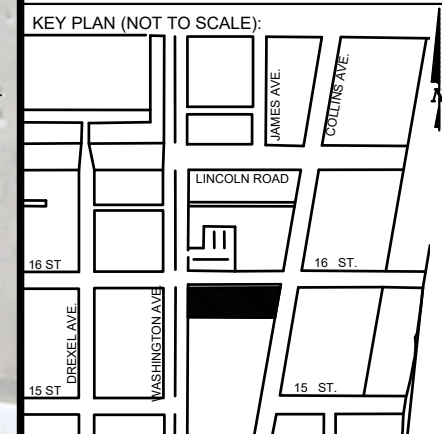 KEY PLAN (NOT TO SCALE):
JAMES AVE.
COLLINS AVE.
N
LINCOLN ROAD
16 ST
16 ST.
DREXEL AVE.
WASHINGTON AVE.
15 ST
15 ST.